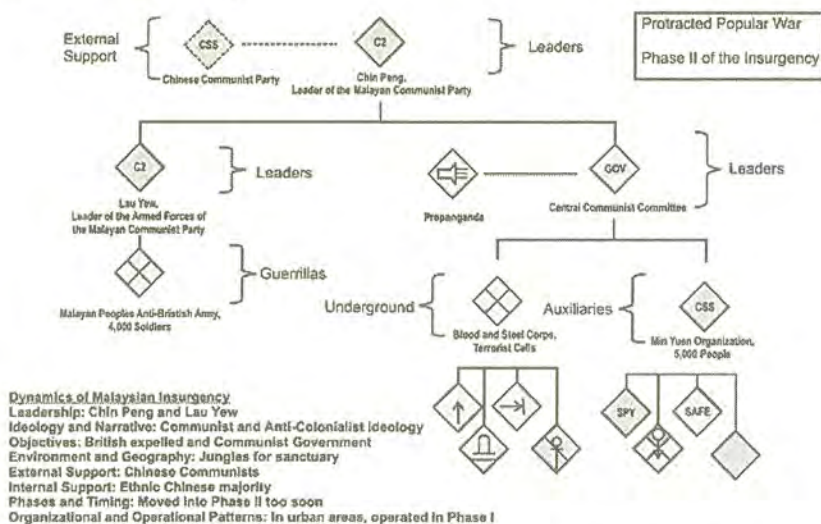 External
Support
CSS
Chinese Communist Party
C2
Chin Peng,
Leader of the Malayan Communist Party
Leaders
Protracted Popular War
Phase II of the Insurgency
C2
Lau Yew,
Leader of the Armed Forces of
the Malayan Communist Party
Leaders
Propanganda
GOV
Central Communist Committee
Leaders
Malayan Peoples Anti-Bristish Army,
4,000 Soldiers
Guerrillas
Underground
Blood and Steel Corps,
Terrorist Cells
Auxiliaries
CSS
Min Yuen Organization,
5,000 People
SPY
SAFE
Dynamics of Malaysian Insurgency
Leadership: Chin Peng and Lau Yew
Ideology and Narrative: Communist and Anti-Colonialist Ideology
Objectives: British expelled and Communist Government
Environment and Geography: Jungles for sanctuary
External Support: Chinese Communists
Internal Support: Ethnic Chinese majority
Phases and Timing: Moved into Phase II too soon
Organizational and Operational Patterns: In urban areas, operated in Phase I